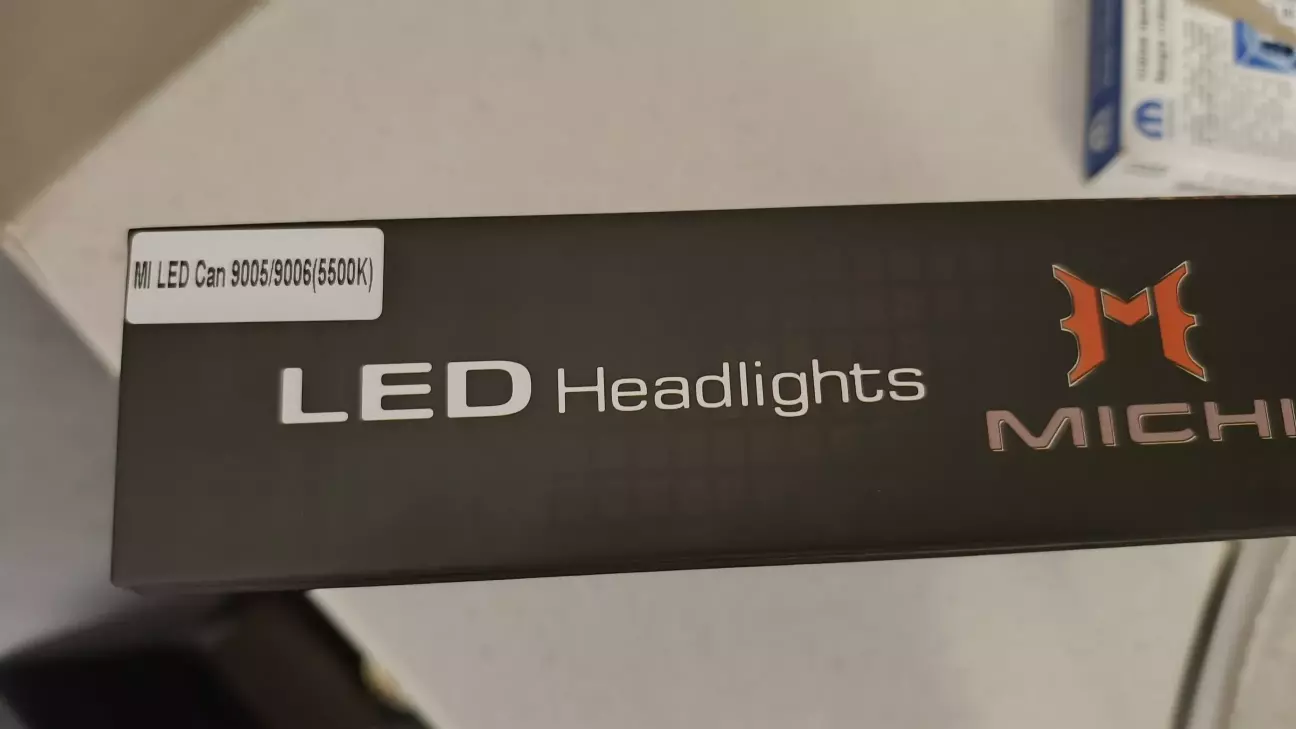 MI LED Can 9005/9006(5500K)
LED Headlights
MICHI